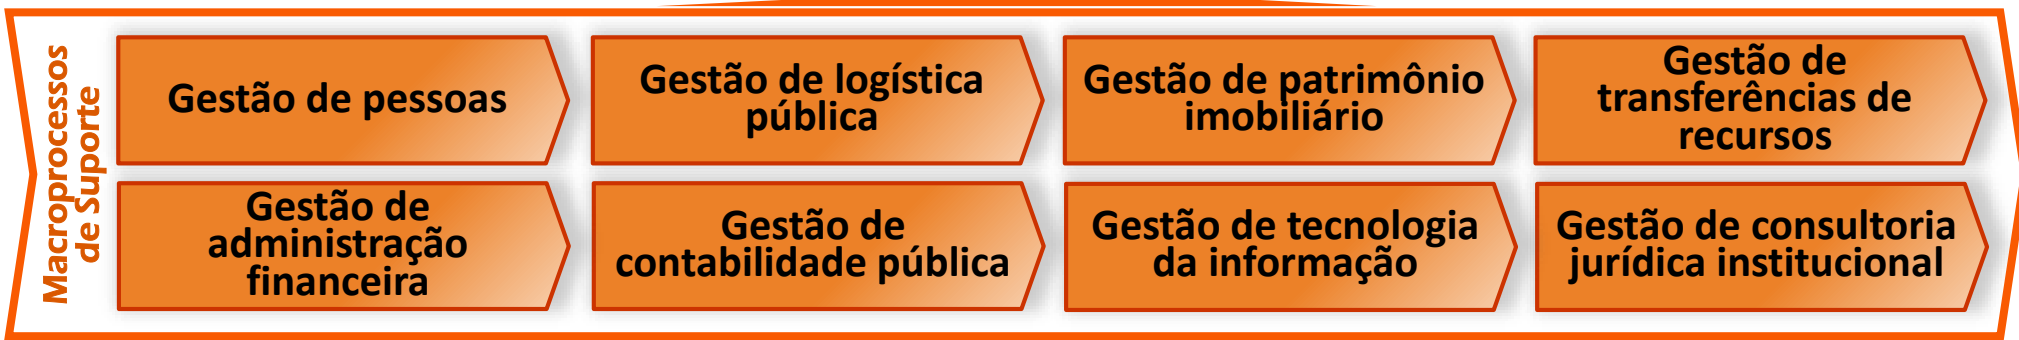 Macroprocessos
de Suporte
Gestão de pessoas
Gestão de logística
pública
Gestão de patrimônio
imobiliário
Gestão de
transferências de
recursos
Gestão de
administração
financeira
Gestão de
contabilidade pública
Gestão de tecnologia
da informação
Gestão de consultoria
jurídica institucional